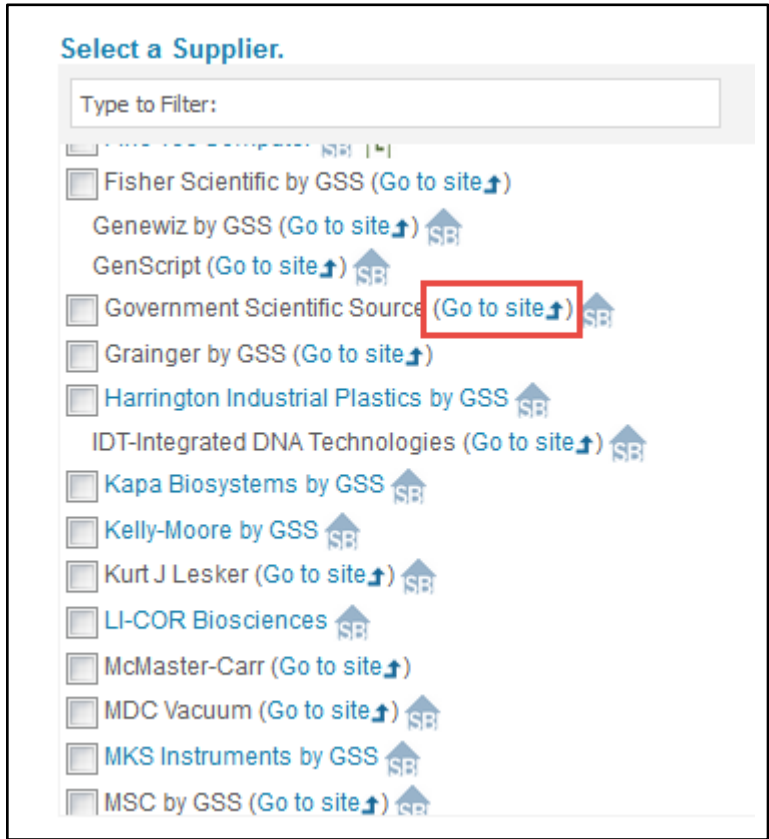 Select a Supplier.
Type to Filter:
Fisher Scientific by GSS (Go to site)
Genewiz by GSS (Go to site) SB
GenScript (Go to site) SB
Government Scientific Source (Go to site) SB
Grainger by GSS (Go to site)
Harrington Industrial Plastics by GSS SB
IDT-Integrated DNA Technologies (Go to site) SB
Kapa Biosystems by GSS SB
Kelly-Moore by GSS SB
Kurt J Lesker (Go to site) SB
LI-COR Biosciences SB
McMaster-Carr (Go to site)
MDC Vacuum (Go to site) SB
MKS Instruments by GSS SB
MSC by GSS (Go to site) SB